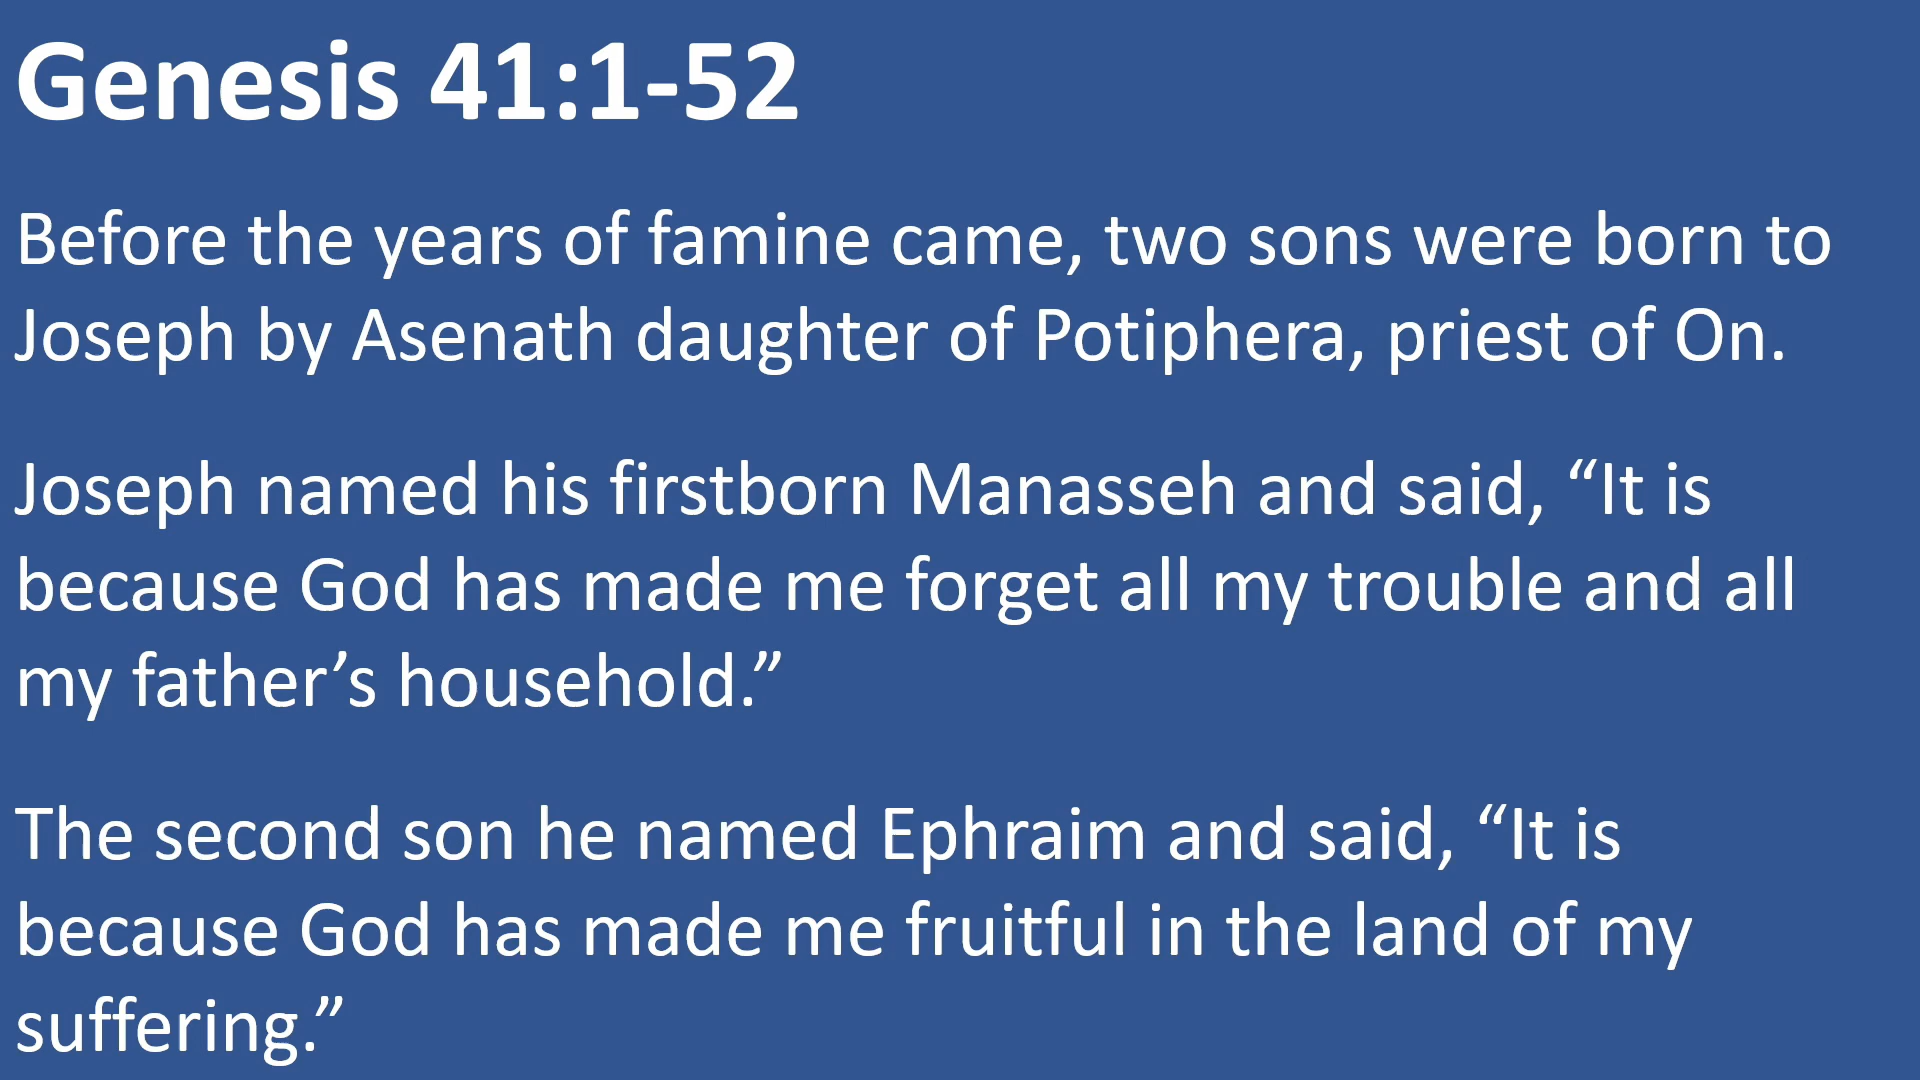 Genesis 41:1-52
Before the years of famine came, two sons were born to
Joseph by Asenath daughter of Potiphera, priest of On.
Joseph named his firstborn Manasseh and said, “It is
because God has made me forget all my trouble and all
my father’s household.”
The second son he named Ephraim and said, “It is
because God has made me fruitful in the land of my
suffering.”